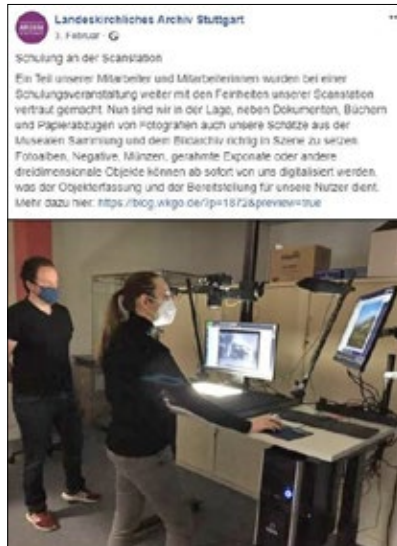 Landeskirchliches Archiv Stuttgart
3. Februar
Schulung an der Scanstation
Ein Teil unserer Mitarbeiter und Mitarbeiterinnen wurden bei einer
Schulungsveranstaltung weiter mit den Feinheiten unserer Scanstation
vertraut gemacht. Nun sind wir in der Lage, neben Dokumenten, Büchern
und Papierabzügen von Fotografien auch unsere Schätze aus der
Musealen Sammlung und dem Bildarchiv richtig in Szene zu setzen.
Fotoalben, Negative, Münzen, gerahmte Exponate oder andere
dreidimensionale Objekte können ab sofort von uns digitalisiert werden,
was der Objekterfassung und der Bereitstellung für unsere Nutzer dient.
Mehr dazu hier: https://blog.wkgo.de/?p=1872&preview=true